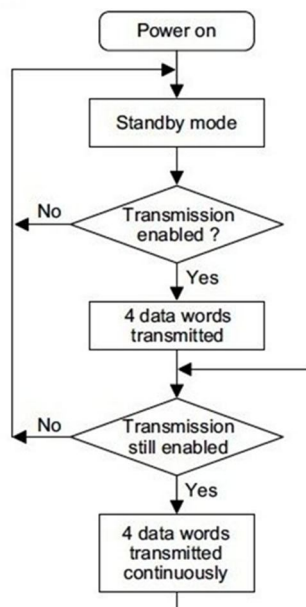 Power on
Standby mode
No
Transmission
enabled ?
Yes
4 data words
transmitted
No
Transmission
still enabled
Yes
4 data words
transmitted
continuously